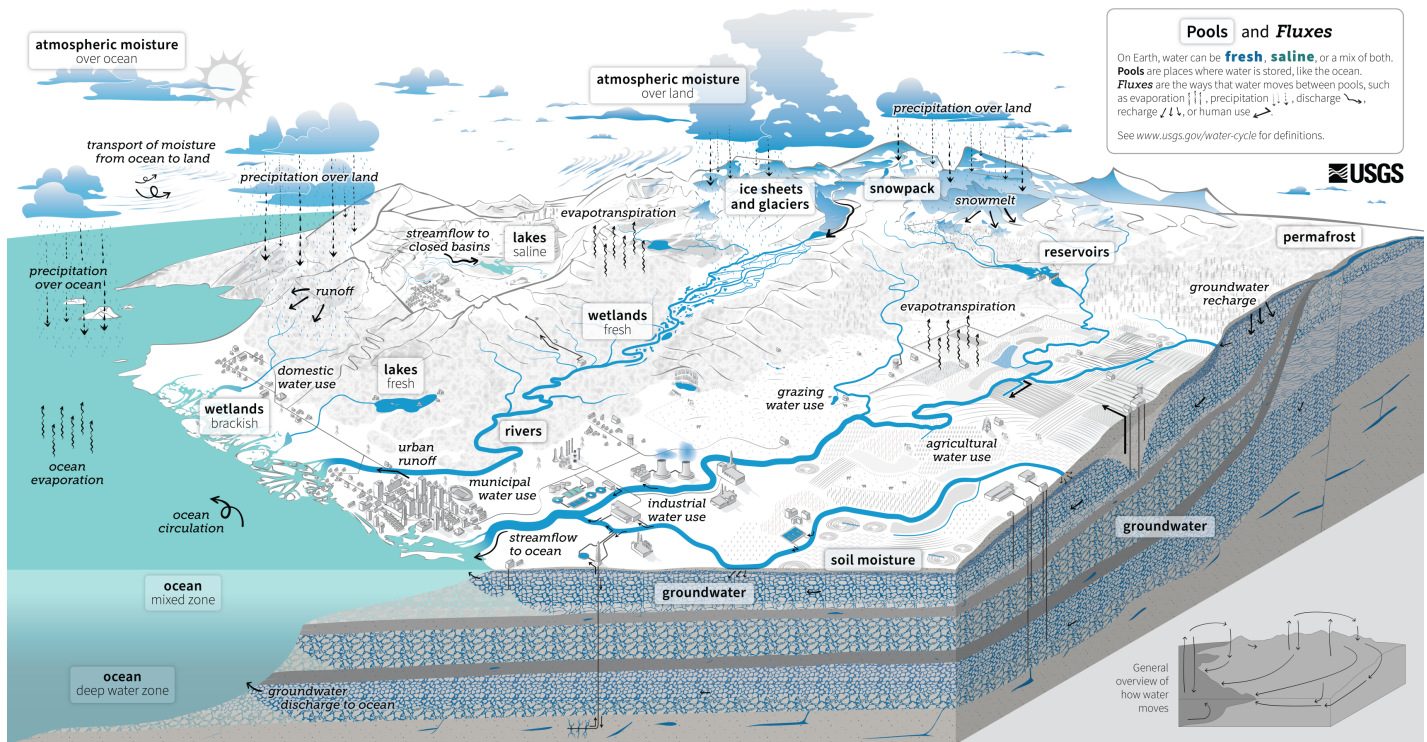 atmospheric moisture
over ocean
transport of moisture
from ocean to land
precipitation over land
precipitation
over ocean
runoff
streamflow to
closed basins
lakes
saline
evapotranspiration
atmospheric moisture
over land
precipitation over land
ice sheets
and glaciers
snowpack
snowmelt
reservoirs
permafrost
groundwater
recharge
Pools and Fluxes
On Earth, water can be fresh, saline, or a mix of both.
Pools are places where water is stored, like the ocean.
Fluxes are the ways that water moves between pools, such
as evaporation , precipitation , discharge ,
recharge , or human use .
See www.usgs.gov/water-cycle for definitions.
USGS
wetlands
fresh
evapotranspiration
domestic
water use
lakes
fresh
wetlands
brackish
grazing
water use
rivers
urban
runoff
municipal
water use
agricultural
water use
ocean
evaporation
ocean
circulation
industrial
water use
streamflow
to ocean
soil moisture
groundwater
groundwater
ocean
mixed zone
ocean
deep water zone
groundwater
discharge to ocean
General
overview of
how water
moves